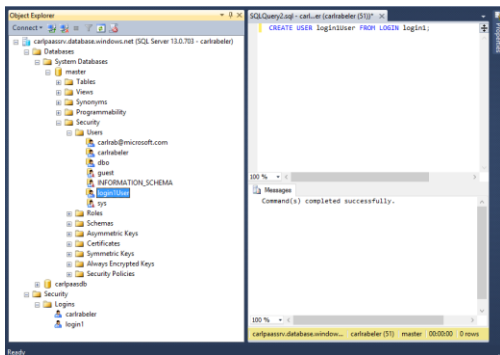 Object Explorer
Connect
carlpaassrv.database.windows.net (SQL Server 13.0.703 - carlrabeler)
Databases
System Databases
master
Tables
Views
Synonyms
Programmability
Security
Users
carlrab@microsoft.com
carlrabeler
dbo
guest
INFORMATION_SCHEMA
login1User
sys
Roles
Schemas
Asymmetric Keys
Certificates
Symmetric Keys
Always Encrypted Keys
Security Policies
carlpaasdb
Security
Logins
carlrabeler
login1
Ready
SQLQuery2.sql - carl...er (carlrabeler (51))*
CREATE USER login1User FROM LOGIN login1;
100 %
Messages
Command(s) completed successfully.
100 %
carlpaassrv.database.window... carlrabeler (51) master 00:00:00 0 rows
Properties